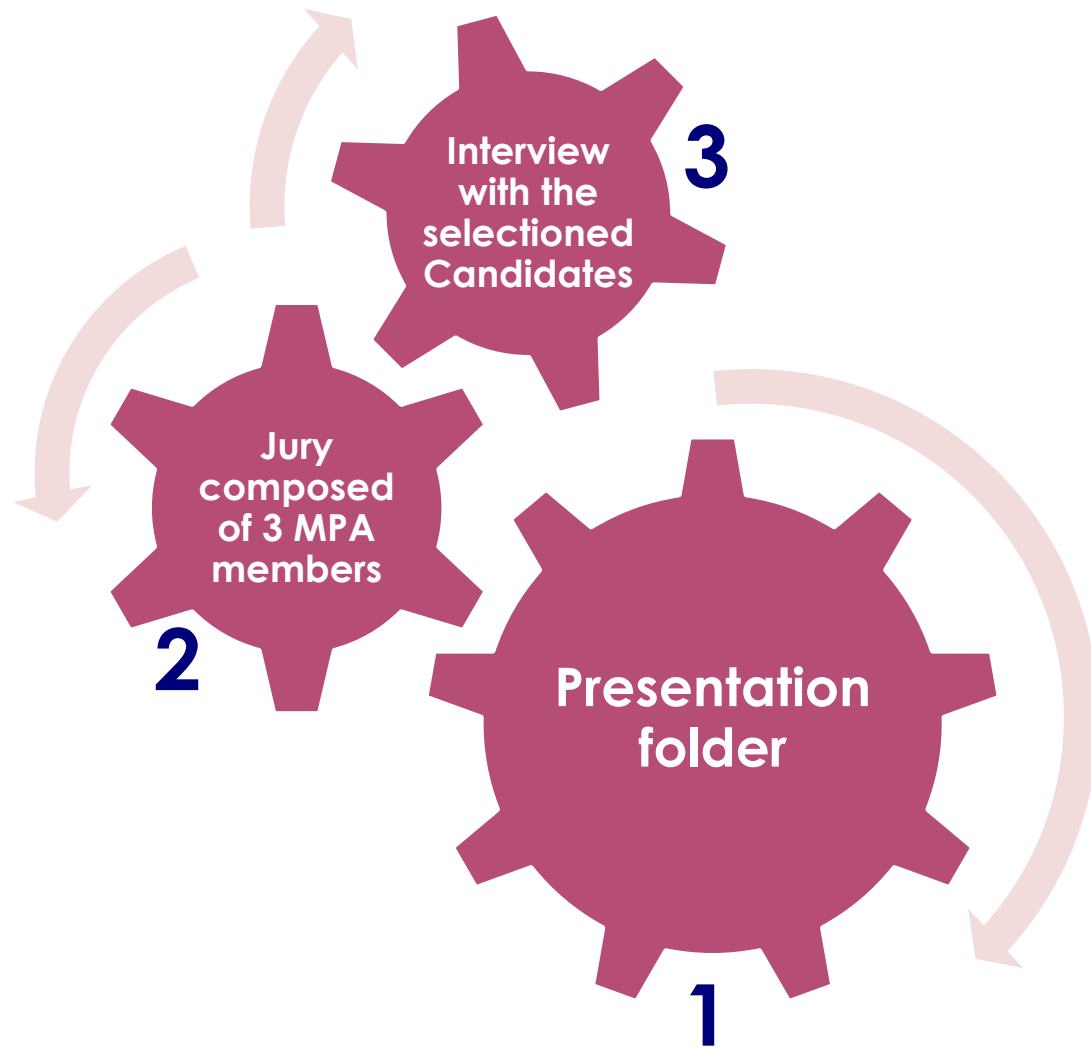 Interview
with the
selectioned
Candidates
3
Jury
composed
of 3 MPA
members
2
Presentation
folder
1